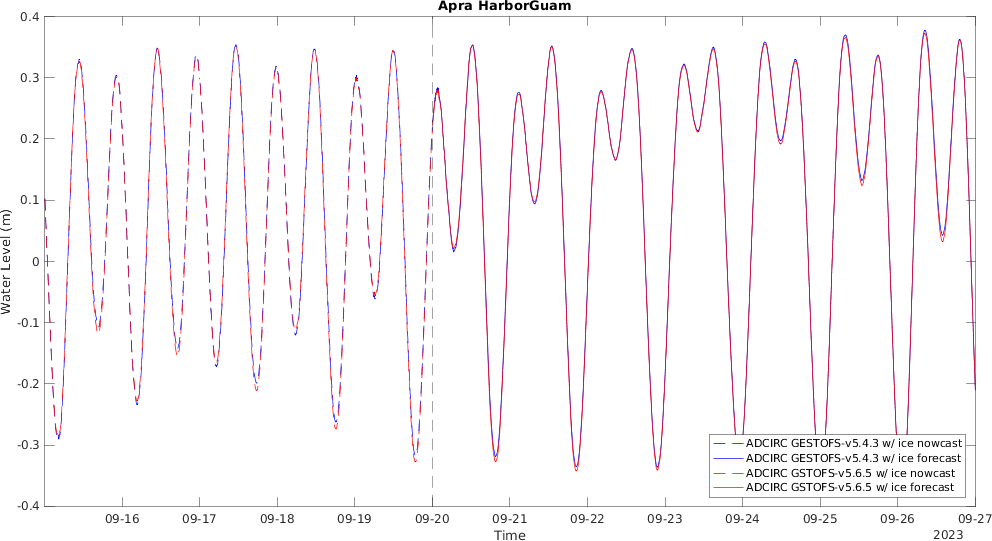 Apra HarborGuam
0.4
0.3
0.2
0.1
0
-0.1
-0.2
-0.3
-0.4
Water Level (m)
ADCIRC GESTOFS-v5.4.3 w/ ice nowcast
ADCIRC GESTOFS-v5.4.3 w/ ice forecast
ADCIRC GSTOFS-v5.6.5 w/ ice nowcast
ADCIRC GSTOFS-v5.6.5 w/ ice forecast
09-16 09-17 09-18 09-19 09-20 09-21 09-22 09-23 09-24 09-25 09-26 09-27
Time
2023